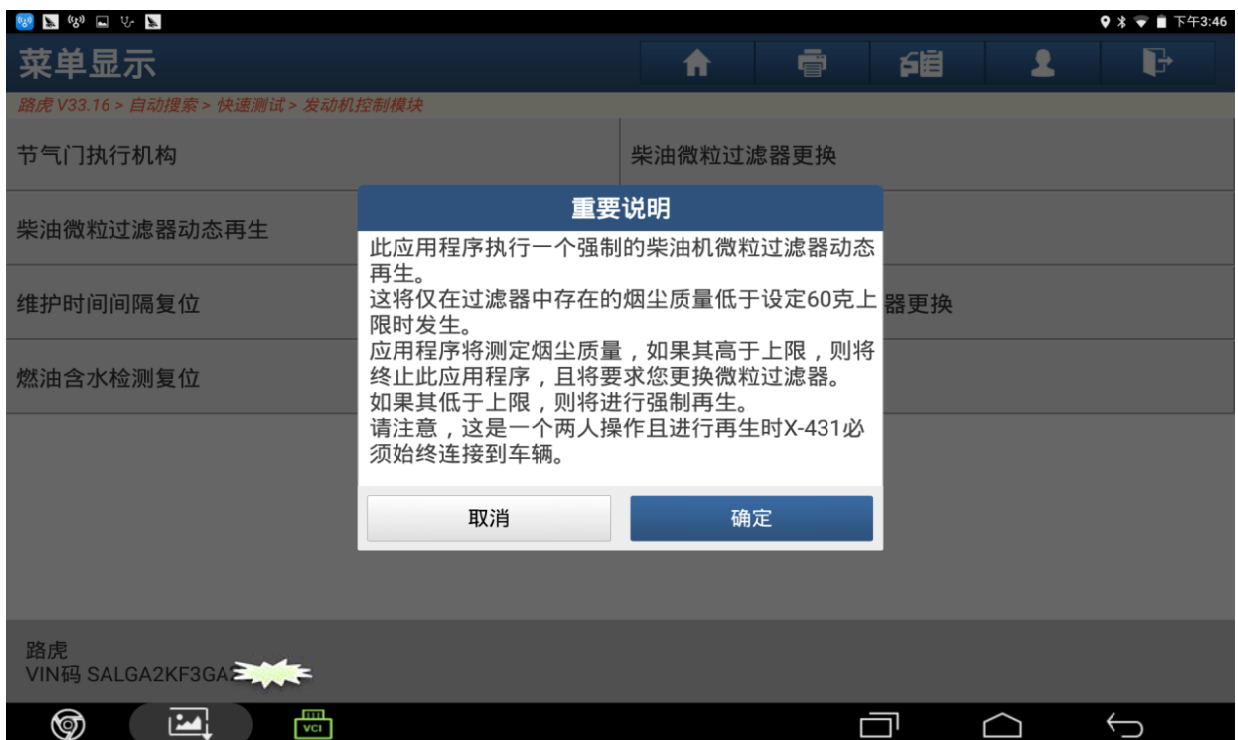 下午3:46
菜单显示
路虎 V33.16 > 自动搜索 > 快速测试 > 发动机控制模块
节气门执行机构
柴油微粒过滤器更换
柴油微粒过滤器动态再生
维护时间间隔复位
器更换
燃油含水检测复位
重要说明
此应用程序执行一个强制的柴油机微粒过滤器动态
再生。
这将仅在过滤器中存在的烟尘质量低于设定60克上
限时发生。
应用程序将测定烟尘质量，如果其高于上限，则将
终止此应用程序，且将要求您更换微粒过滤器。
如果其低于上限，则将进行强制再生。
请注意，这是一个两人操作且进行再生时X-431必
须始终连接到车辆。
取消
确定
路虎
VIN码 SALGA2KF3GA
VCI